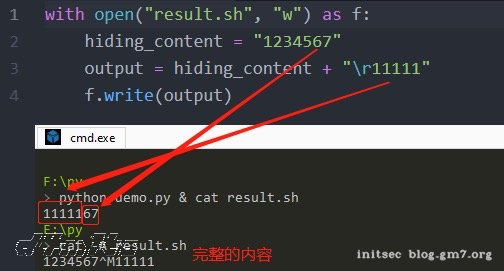 1 with open("result.sh", "w") as f:
2 hiding_content = "1234567"
3 output = hiding_content + "\r11111"
4 f.write(output)
cmd.exe
F:\py
> python demo.py & cat result.sh
1111167
F:\py
> cat -A result.sh
1234567^M11111
完整的内容
initsec blog.gm7.org